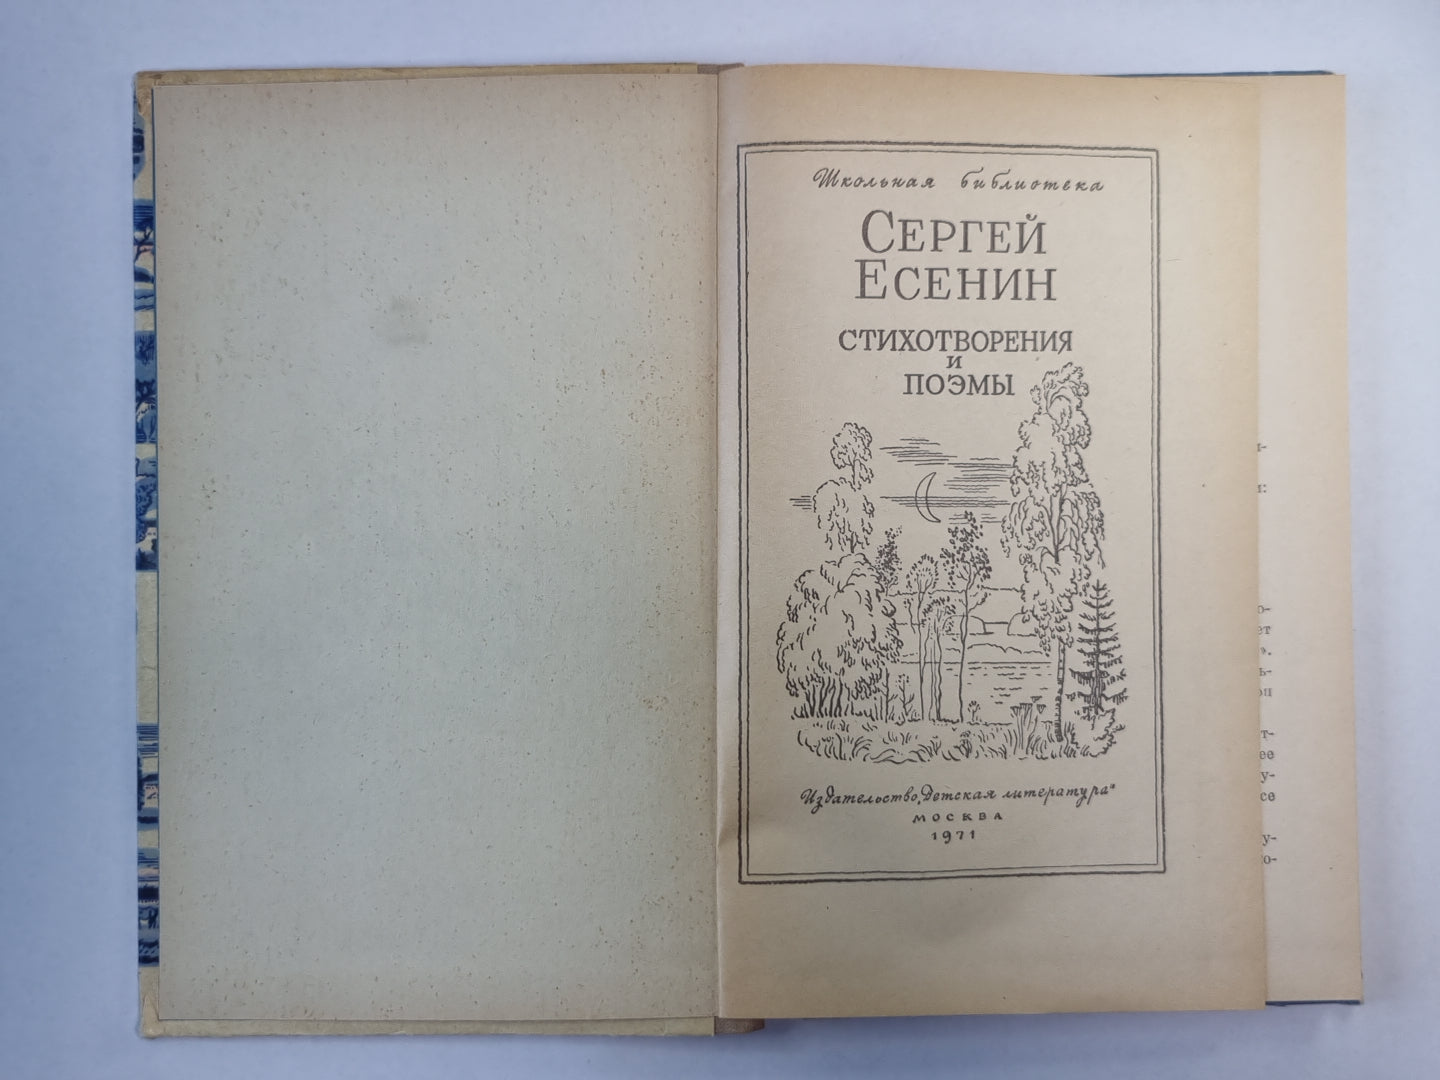 Школьная библиотека
СЕРГЕЙ
ЕСЕНИН
СТИХОТВОРЕНИЯ
И
ПОЭМЫ
Издательство „Детская литература"
МОСКВА
1971